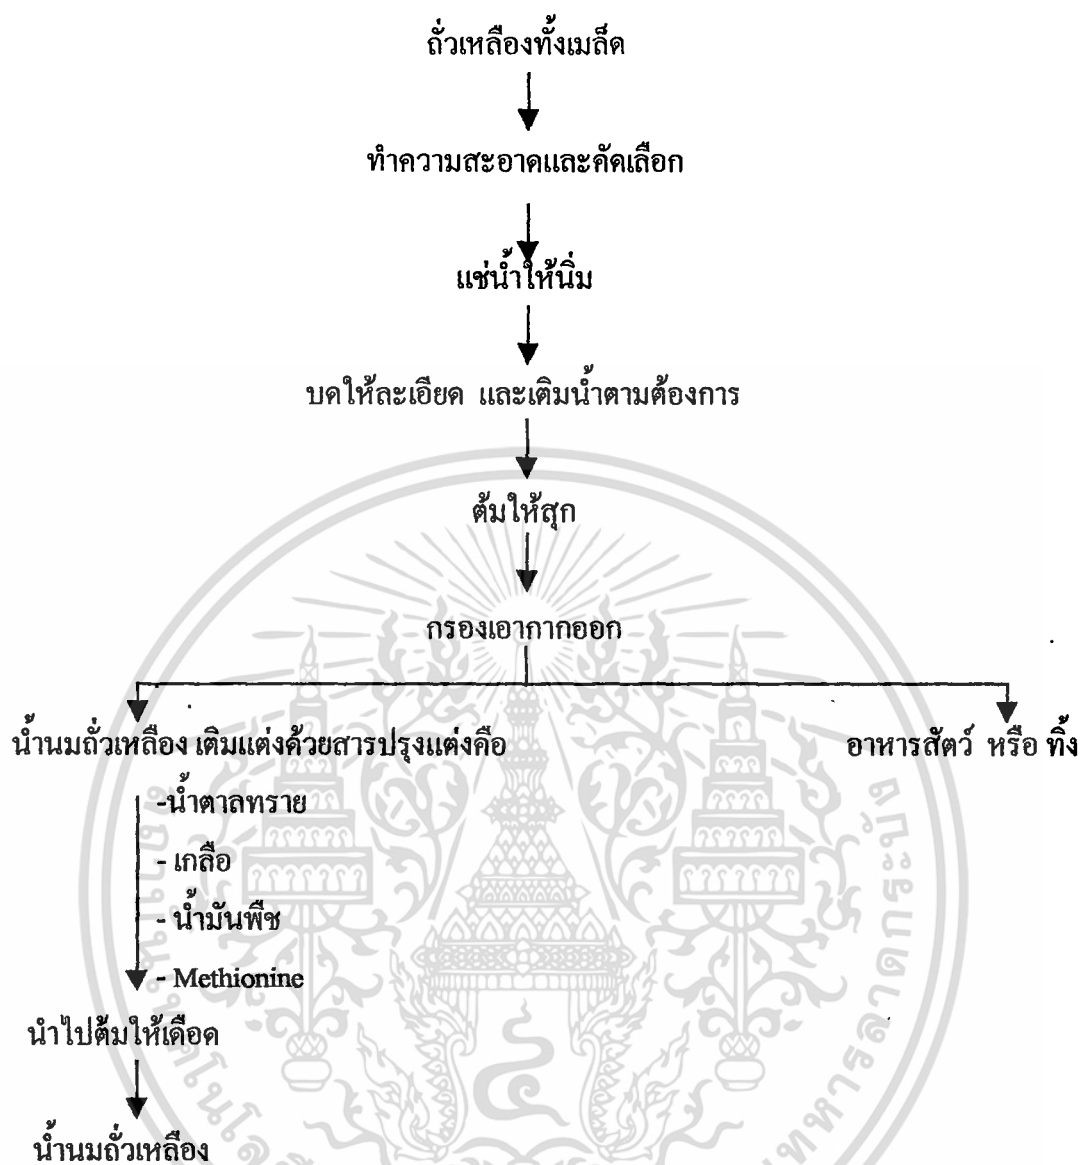 ถั่วเหลืองทั้งเมล็ด
ทำความสะอาดและคัดเลือก
แช่น้ำให้นิ่ม
บดให้ละเอียด และเติมน้ำตามต้องการ
ต้มให้สุก
กรองเอากากออก
น้ำนมถั่วเหลือง เติมแต่งด้วยสารปรุงแต่งคือ
อาหารสัตว์ หรือ ทิ้ง
-น้ำตาลทราย
- เกลือ
- น้ำมันพืช
- Methionine
นำไปต้มให้เดือด
น้ำนมถั่วเหลือง